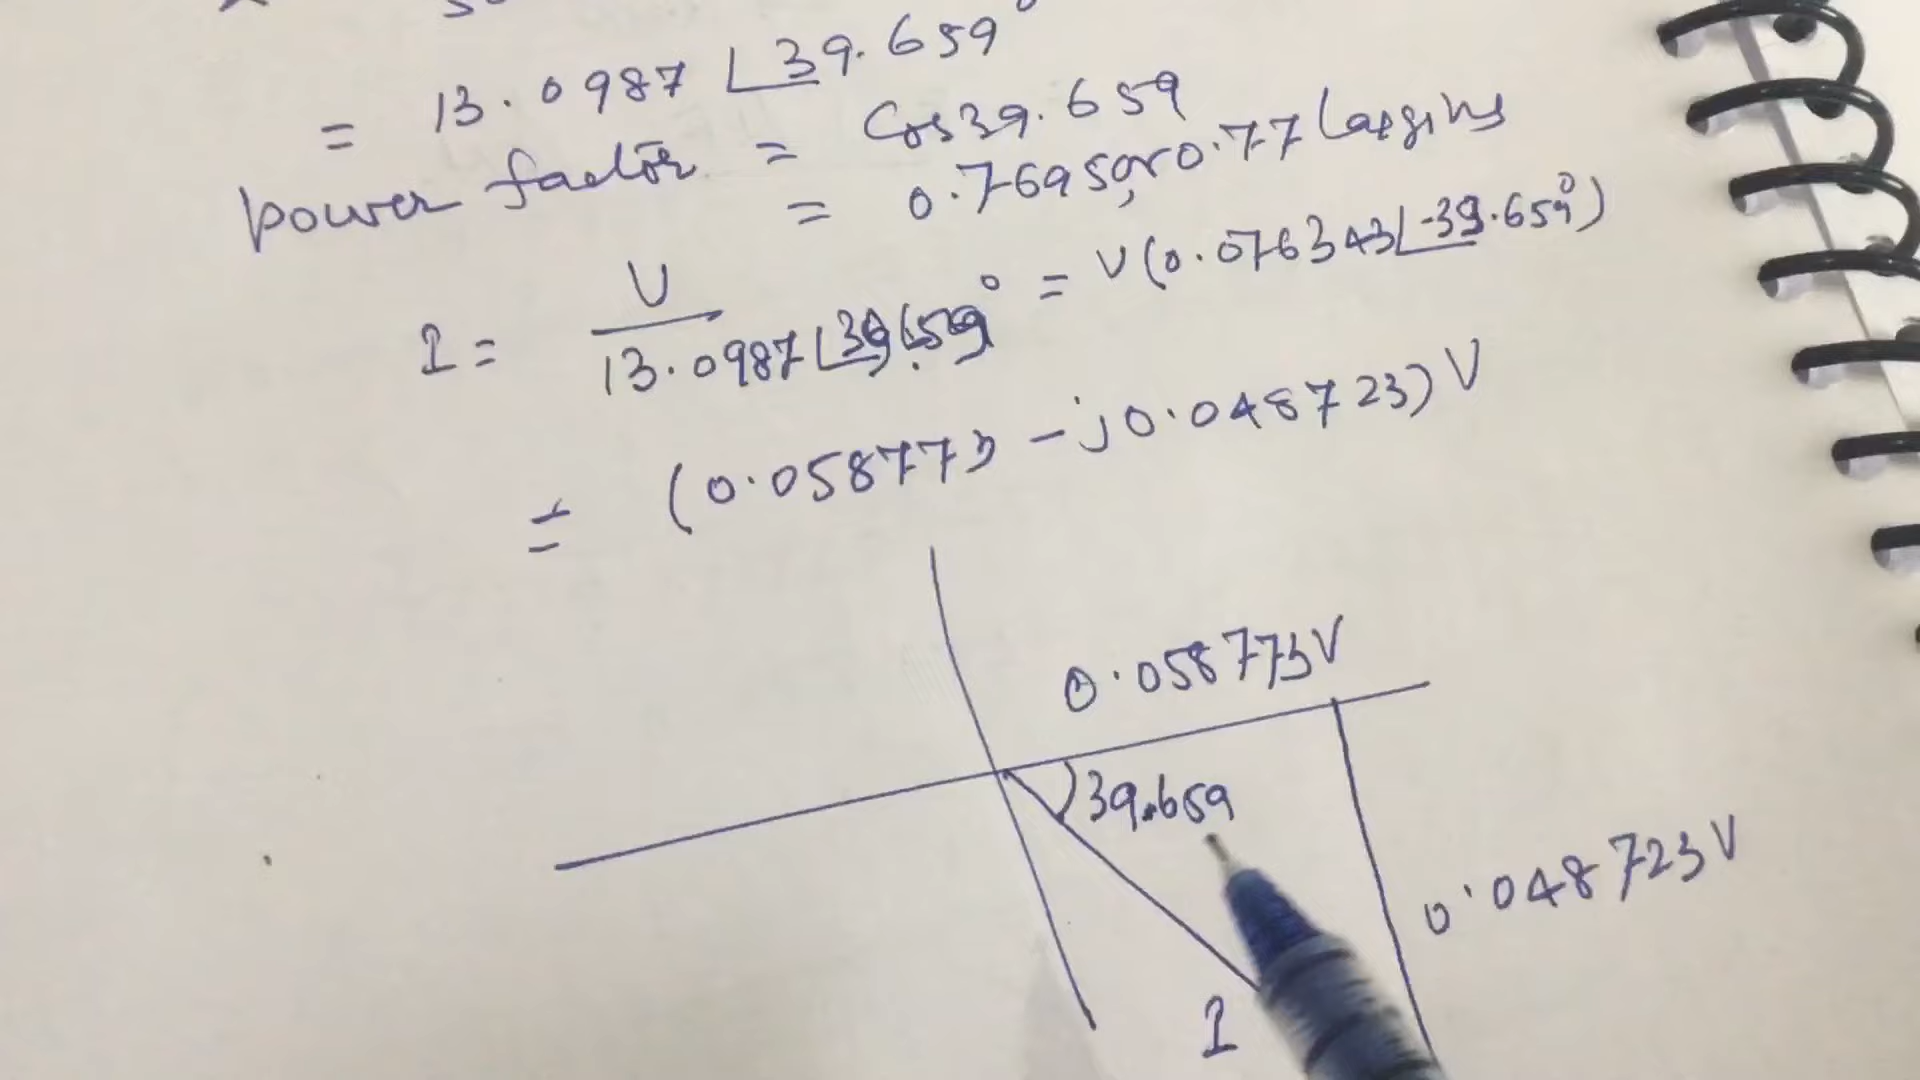 = 13.0987 ∠39.659°
power factor = Cos39.659
= 0.7695 or 0.77 Lagging
I = V / 13.0987 ∠39.659° = V(0.076343 ∠-39.659°)
= (0.058773 - j0.048723) V
0.058773V
39.659
0.048723V
I